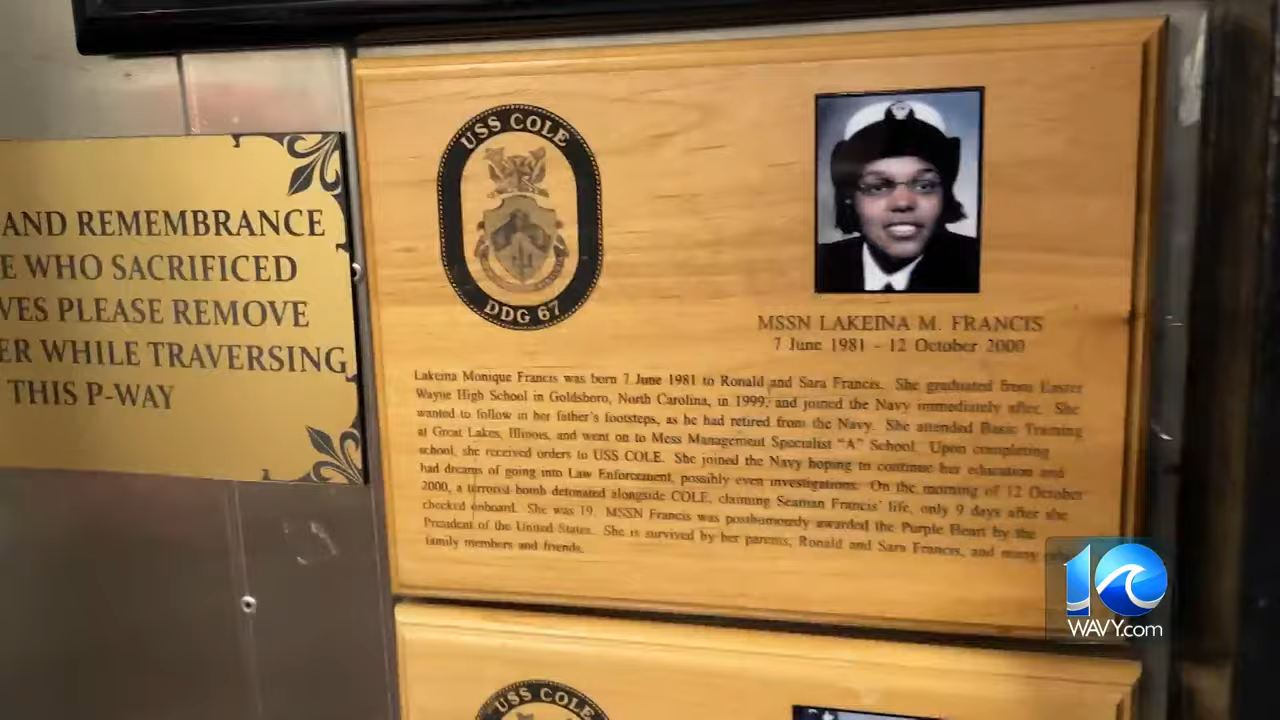 AND REMEMBRANCE
E WHO SACRIFICED
VES PLEASE REMOVE
ER WHILE TRAVERSING
THIS P-WAY
USS COLE
DDG 67
MSSN LAKEINA M. FRANCIS
7 June 1981 - 12 October 2000
Lakeina Monique Francis was born 7 June 1981 to Ronald and Sara Francis. She graduated from Easter
Wayne High School in Goldsboro, North Carolina, in 1999, and joined the Navy immediately after. She
wanted to follow in her father's footsteps, as he had retired from the Navy. She attended Basic Training
at Great Lakes, Illinois, and went on to Mess Management Specialist "A" School. Upon completing
school, she received orders to USS COLE. She joined the Navy hoping to continue her education and
had dreams of going into Law Enforcement, possibly even investigations. On the morning of 12 October
2000, a terrorist bomb detonated alongside COLE, claiming Seaman Francis' life, only 9 days after she
checked onboard. She was 19. MSSN Francis was posthumously awarded the Purple Heart by the
President of the United States. She is survived by her parents, Ronald and Sara Francis, and many
family members and friends.
USS COLE
10
WAVY.com